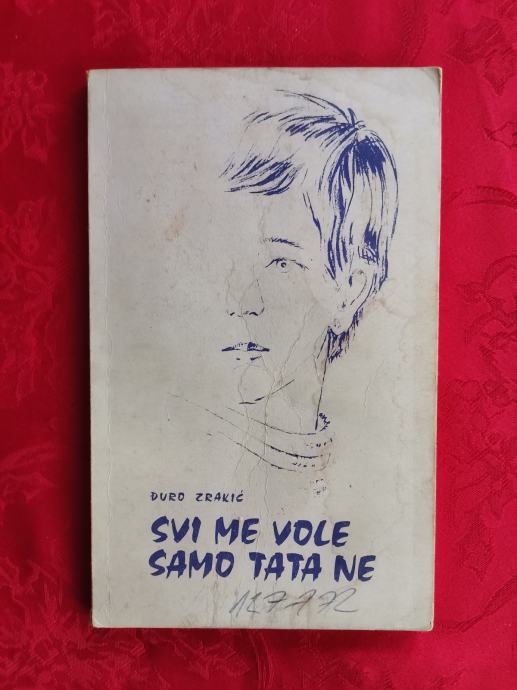 ĐURO ZRAKIĆ
SVI ME VOLE
SAMO TATA NE